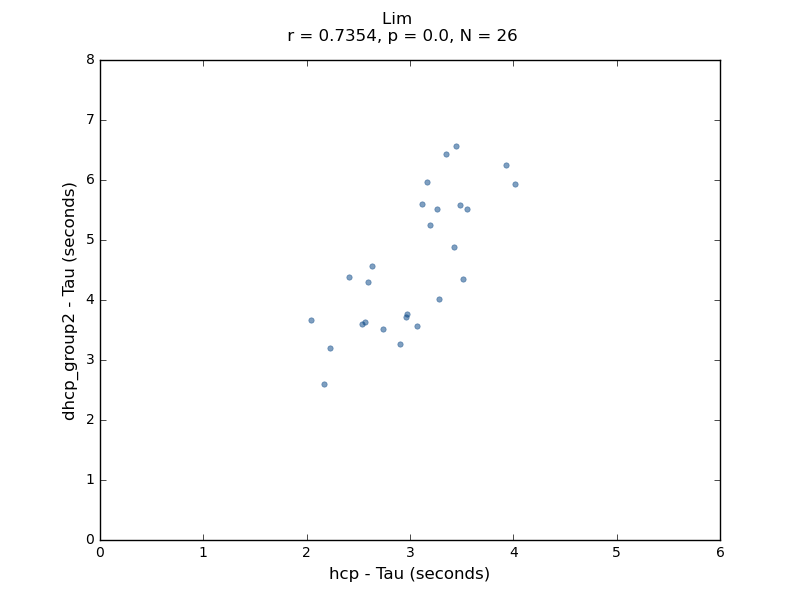 Lim
r = 0.7354, p = 0.0, N = 26
8
7
6
5
4
3
2
1
0
dhcp_group2 - Tau (seconds)
0 1 2 3 4 5 6
hcp - Tau (seconds)